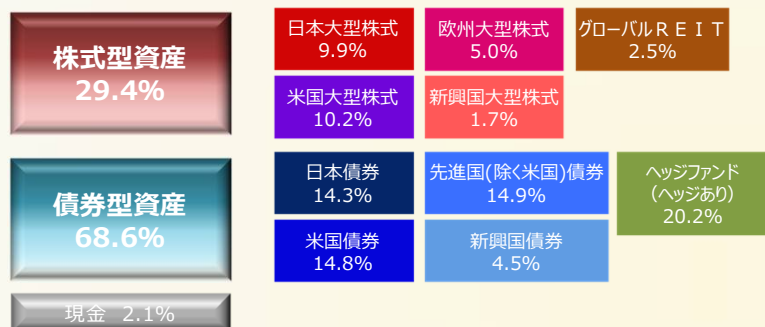 株式型資産
29.4%
日本大型株式
9.9%
欧州大型株式
5.0%
グローバルＲＥＩＴ
2.5%
米国大型株式
10.2%
新興国大型株式
1.7%
債券型資産
68.6%
日本債券
14.3%
先進国(除く米国)債券
14.9%
ヘッジファンド
（ヘッジあり）
20.2%
米国債券
14.8%
新興国債券
4.5%
現金 2.1%